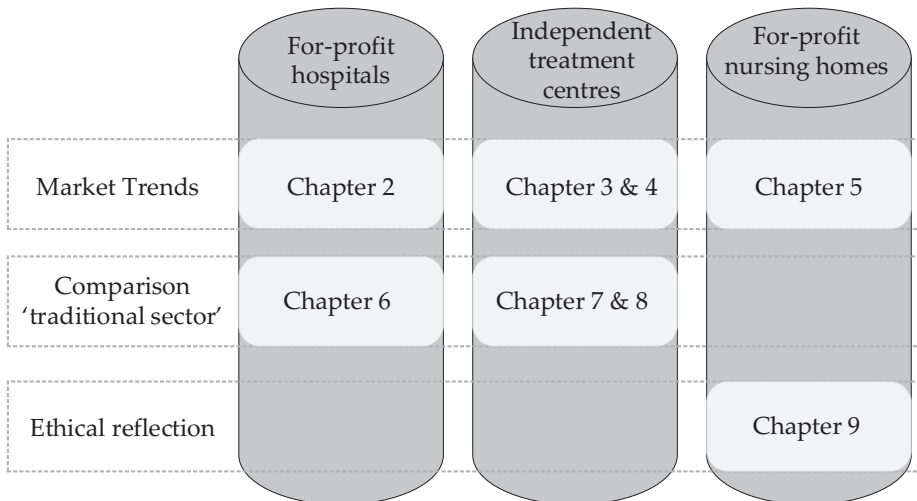 For-profit
hospitals
Independent
treatment
centres
For-profit
nursing homes
Market Trends
Chapter 2
Chapter 3 & 4
Chapter 5
Comparison
‘traditional sector’
Chapter 6
Chapter 7 & 8
Ethical reflection
Chapter 9